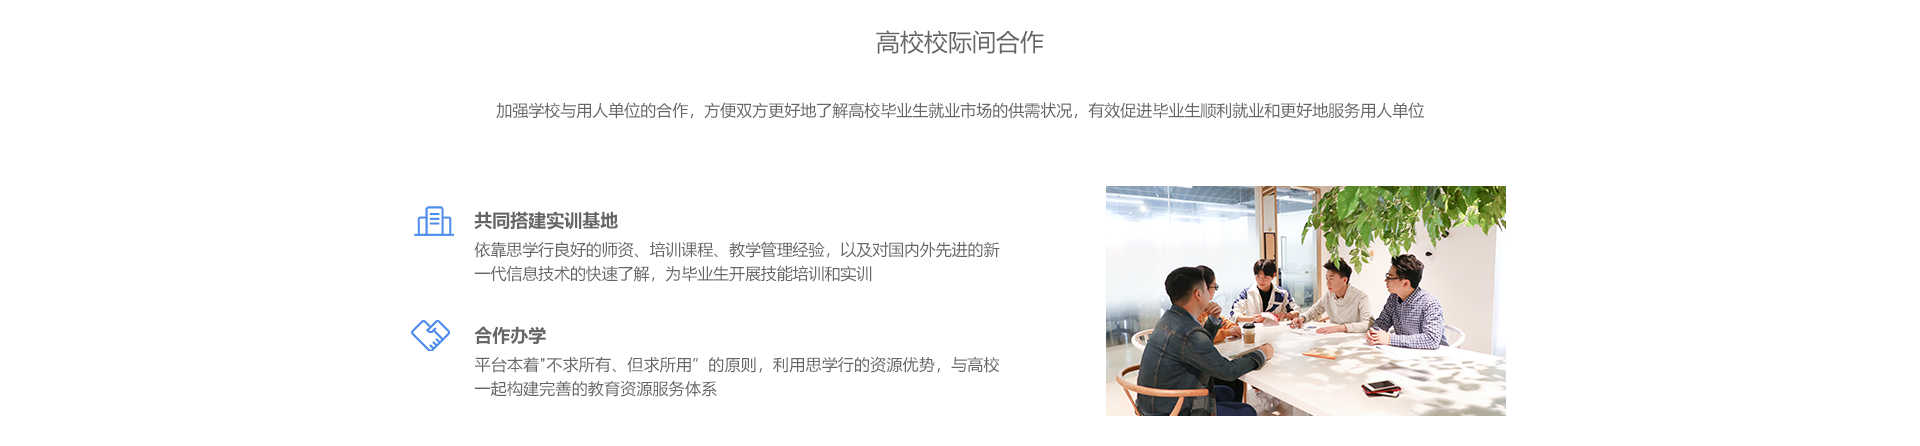 高校校际间合作
加强学校与用人单位的合作，方便双方更好地了解高校毕业生就业市场的供需状况，有效促进毕业生顺利就业和更好地服务用人单位
共同搭建实训基地
依靠思学行良好的师资、培训课程、教学管理经验，以及对国内外先进的新
一代信息技术的快速了解，为毕业生开展技能培训和实训
合作办学
平台本着"不求所有、但求所用”的原则，利用思学行的资源优势，与高校
一起构建完善的教育资源服务体系